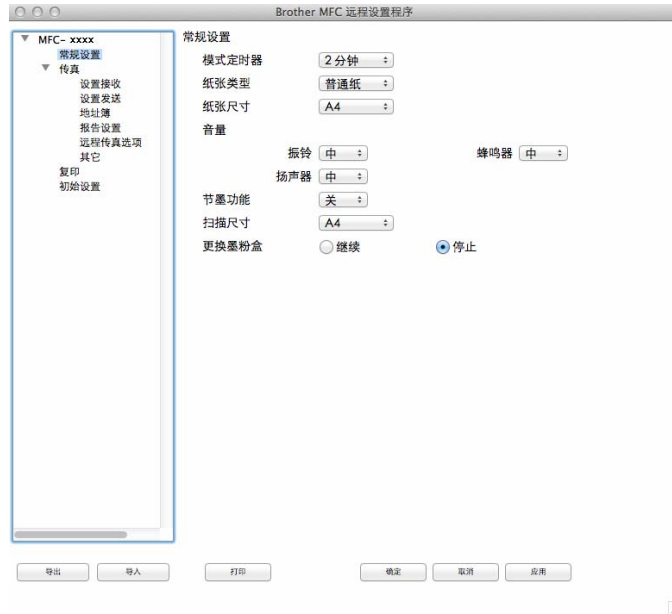 Brother MFC 远程设置程序
MFC- xxxx
常规设置
传真
设置接收
设置发送
地址簿
报告设置
远程传真选项
其它
复印
初始设置
常规设置
模式定时器 2 分钟
纸张类型 普通纸
纸张尺寸 A4
音量
振铃 中 蜂鸣器 中
扬声器 中
节墨功能 关
扫描尺寸 A4
更换墨粉盒 继续 停止
导出 导入 打印 确定 取消 应用